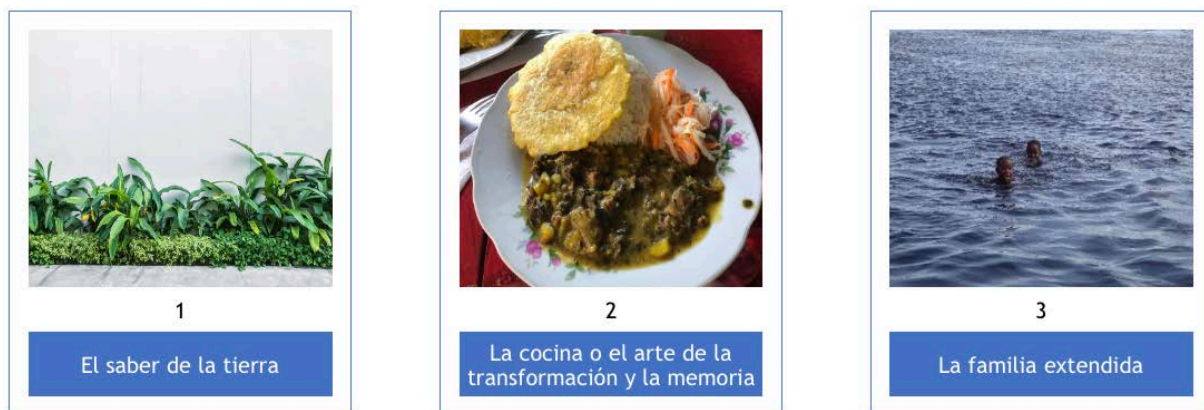 1
El saber de la tierra
2
La cocina o el arte de la
transformación y la memoria
3
La familia extendida